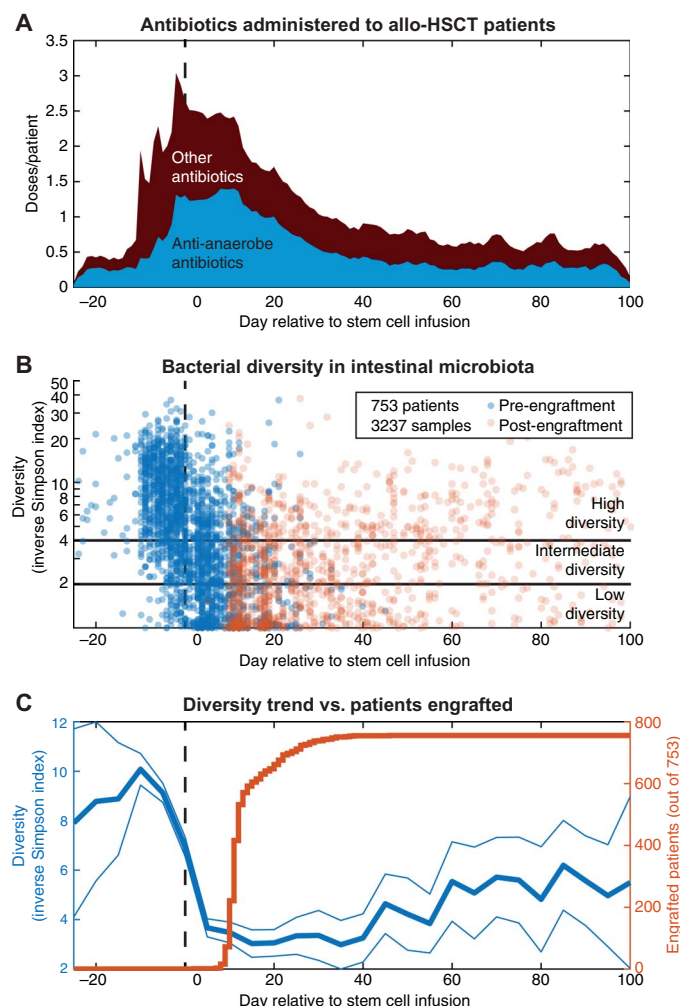 A
Antibiotics administered to allo-HSCT patients
3.5
3
2.5
2
1.5
1
0.5
0
Doses/patient
Other
antibiotics
Anti-anaerobe
antibiotics
−20 0 20 40 60 80 100
Day relative to stem cell infusion
B
Bacterial diversity in intestinal microbiota
50
30
20
10
8
6
4
2
Diversity
(inverse Simpson index)
753 patients
3237 samples
Pre-engraftment
Post-engraftment
High
diversity
Intermediate
diversity
Low
diversity
−20 0 20 40 60 80 100
Day relative to stem cell infusion
C
Diversity trend vs. patients engrafted
12
10
8
6
4
2
Diversity
(inverse Simpson index)
800
600
400
200
0
Engrafted patients (out of 753)
−20 0 20 40 60 80 100
Day relative to stem cell infusion